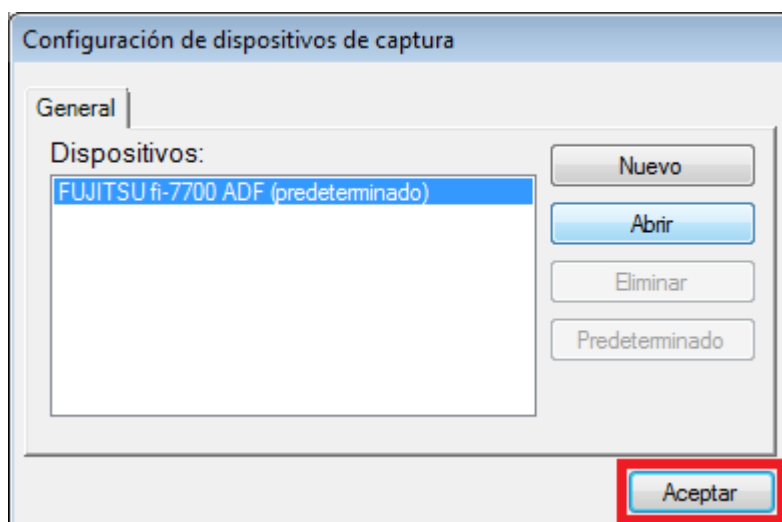 Configuración de dispositivos de captura
General
Dispositivos:
FUJITSU fi-7700 ADF (predeterminado)
Nuevo
Abrir
Eliminar
Predeterminado
Aceptar